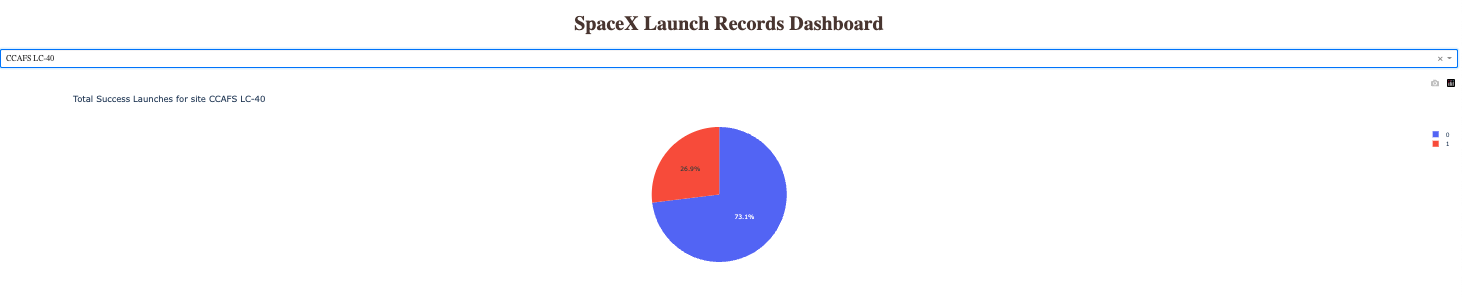 SpaceX Launch Records Dashboard
CCAFS LC-40
Total Success Launches for site CCAFS LC-40
0
1
26.9%
73.1%